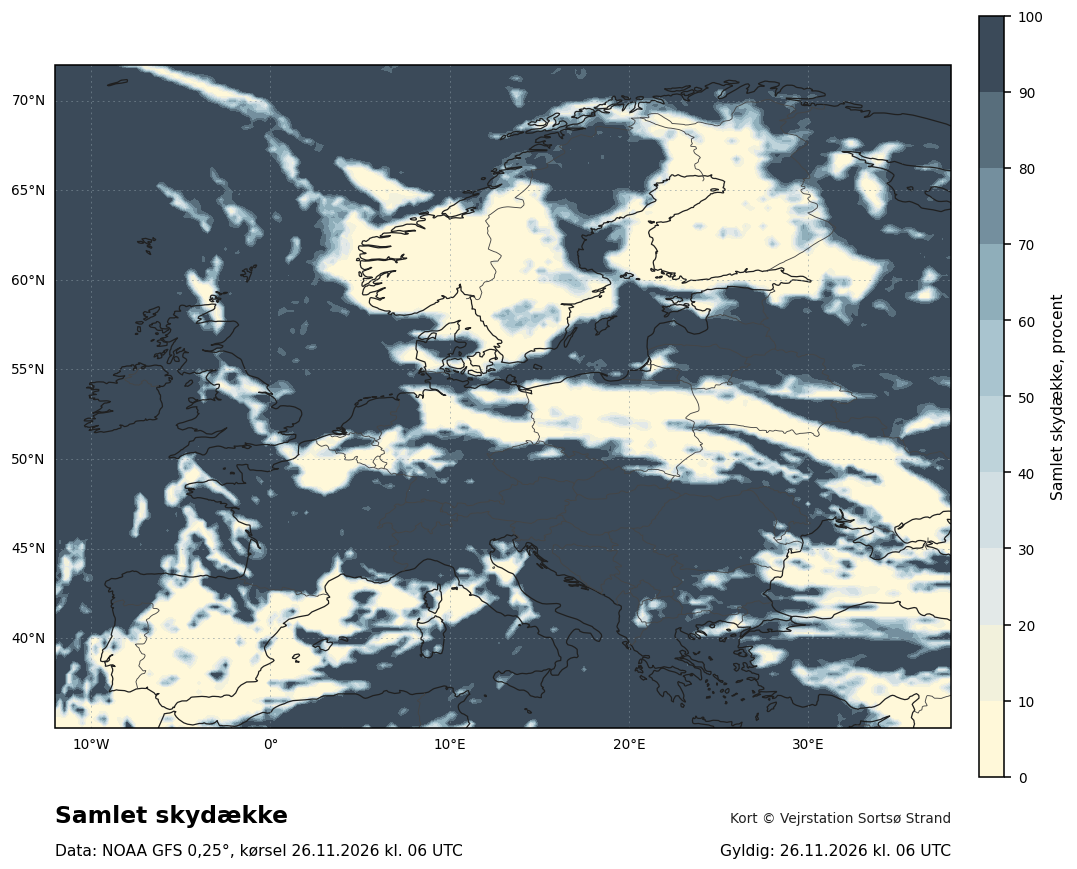 100
90
80
70
60
50
40
30
20
10
0
Samlet skydække, procent
70°N
65°N
60°N
55°N
50°N
45°N
40°N
10°W
0°
10°E
20°E
30°E
Samlet skydække
Kort © Vejrstation Sortsø Strand
Data: NOAA GFS 0,25°, kørsel 26.11.2026 kl. 06 UTC
Gyldig: 26.11.2026 kl. 06 UTC